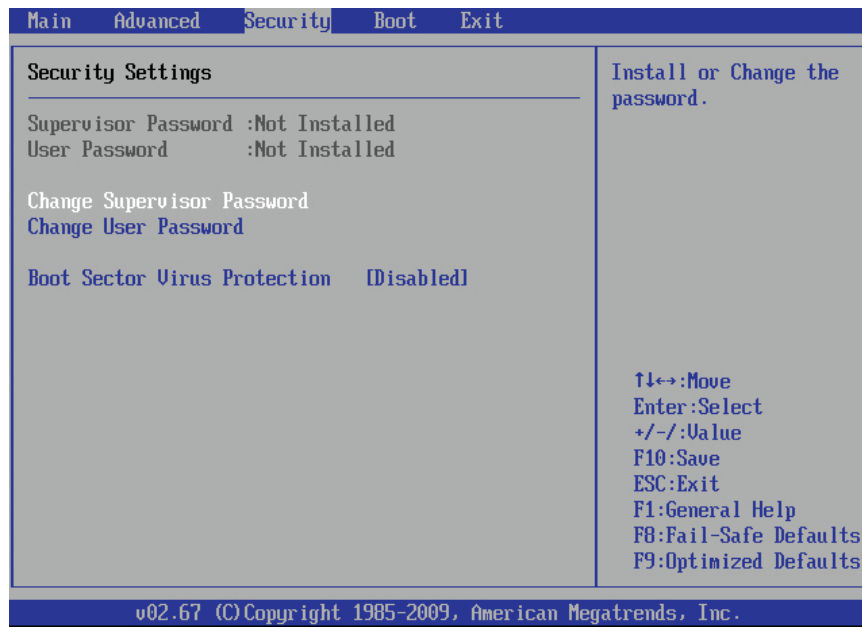 Main Advanced Security Boot Exit
Security Settings
Supervisor Password :Not Installed
User Password :Not Installed
Change Supervisor Password
Change User Password
Boot Sector Virus Protection [Disabled]
Install or Change the
password.
↑↓←→:Move
Enter:Select
+/-/:Value
F10:Save
ESC:Exit
F1:General Help
F8:Fail-Safe Defaults
F9:Optimized Defaults
v02.67 (C)Copyright 1985-2009, American Megatrends, Inc.